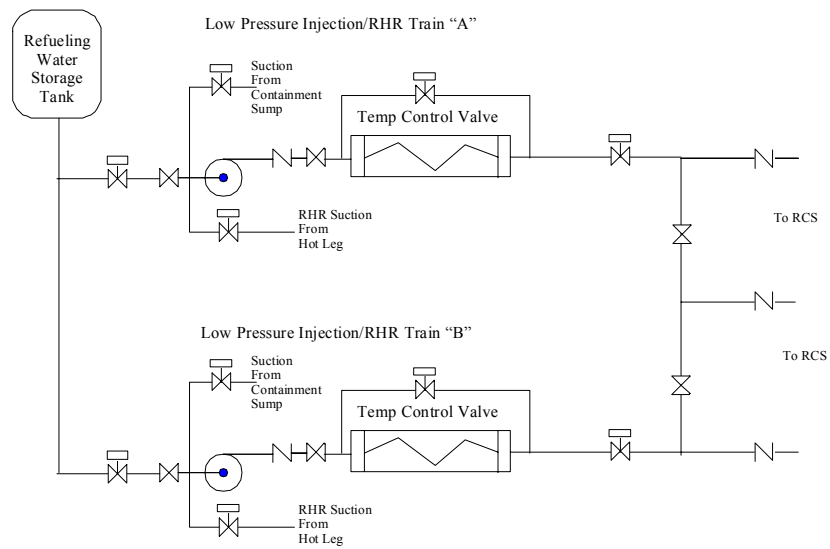 Low Pressure Injection/RHR Train “A”
Refueling
Water
Storage
Tank
Suction
From
Containment
Sump
Temp Control Valve
RHR Suction
From
Hot Leg
To RCS
Low Pressure Injection/RHR Train “B”
To RCS
Suction
From
Containment
Sump
Temp Control Valve
RHR Suction
From
Hot Leg